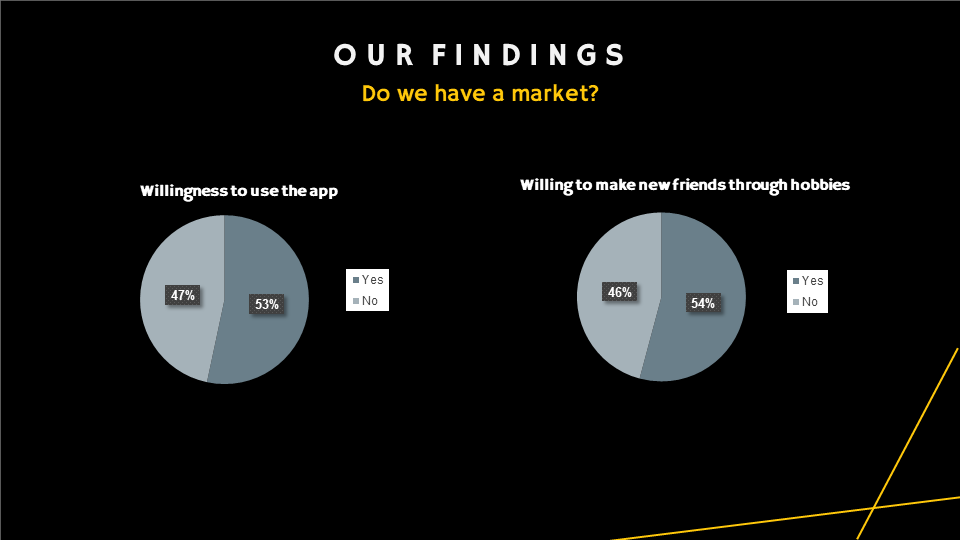 OUR FINDINGS
Do we have a market?
Willingness to use the app
47%
53%
Yes
No
Willing to make new friends through hobbies
46%
54%
Yes
No